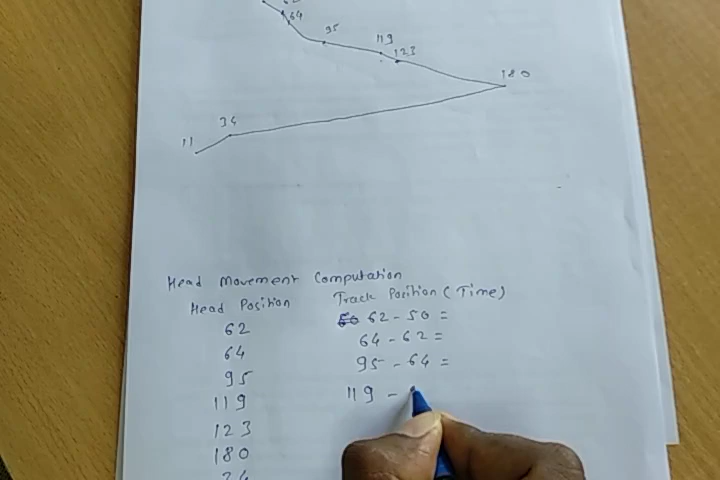 64
95
119
123
180
34
11
Head Movement Computation
Head Position Track Position (Time)
62 62 - 50 =
64 64 - 62 =
95 95 - 64 =
119 119 -
123
180